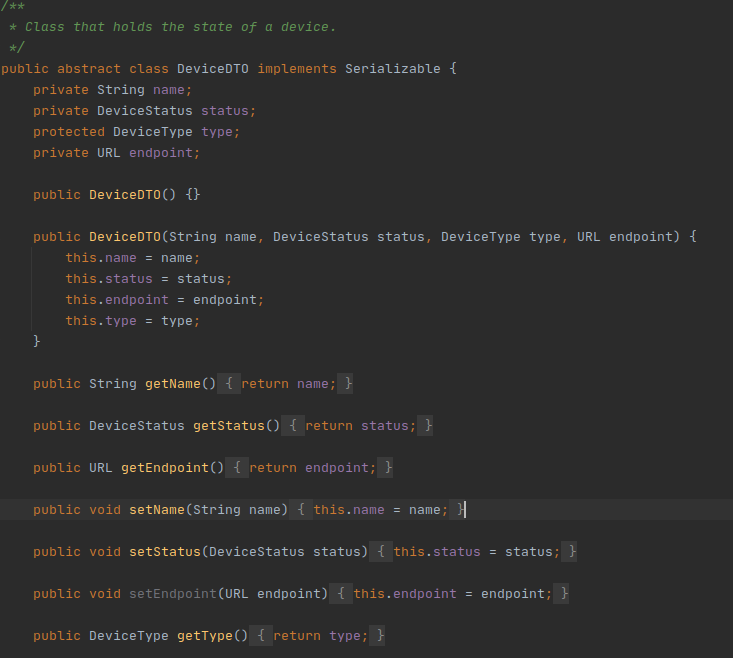 /**
 * Class that holds the state of a device.
 */
public abstract class DeviceDTO implements Serializable {
    private String name;
    private DeviceStatus status;
    protected DeviceType type;
    private URL endpoint;

    public DeviceDTO() {}

    public DeviceDTO(String name, DeviceStatus status, DeviceType type, URL endpoint) {
        this.name = name;
        this.status = status;
        this.endpoint = endpoint;
        this.type = type;
    }

    public String getName() { return name; }

    public DeviceStatus getStatus() { return status; }

    public URL getEndpoint() { return endpoint; }

    public void setName(String name) { this.name = name; }

    public void setStatus(DeviceStatus status) { this.status = status; }

    public void setEndpoint(URL endpoint) { this.endpoint = endpoint; }

    public DeviceType getType() { return type; }